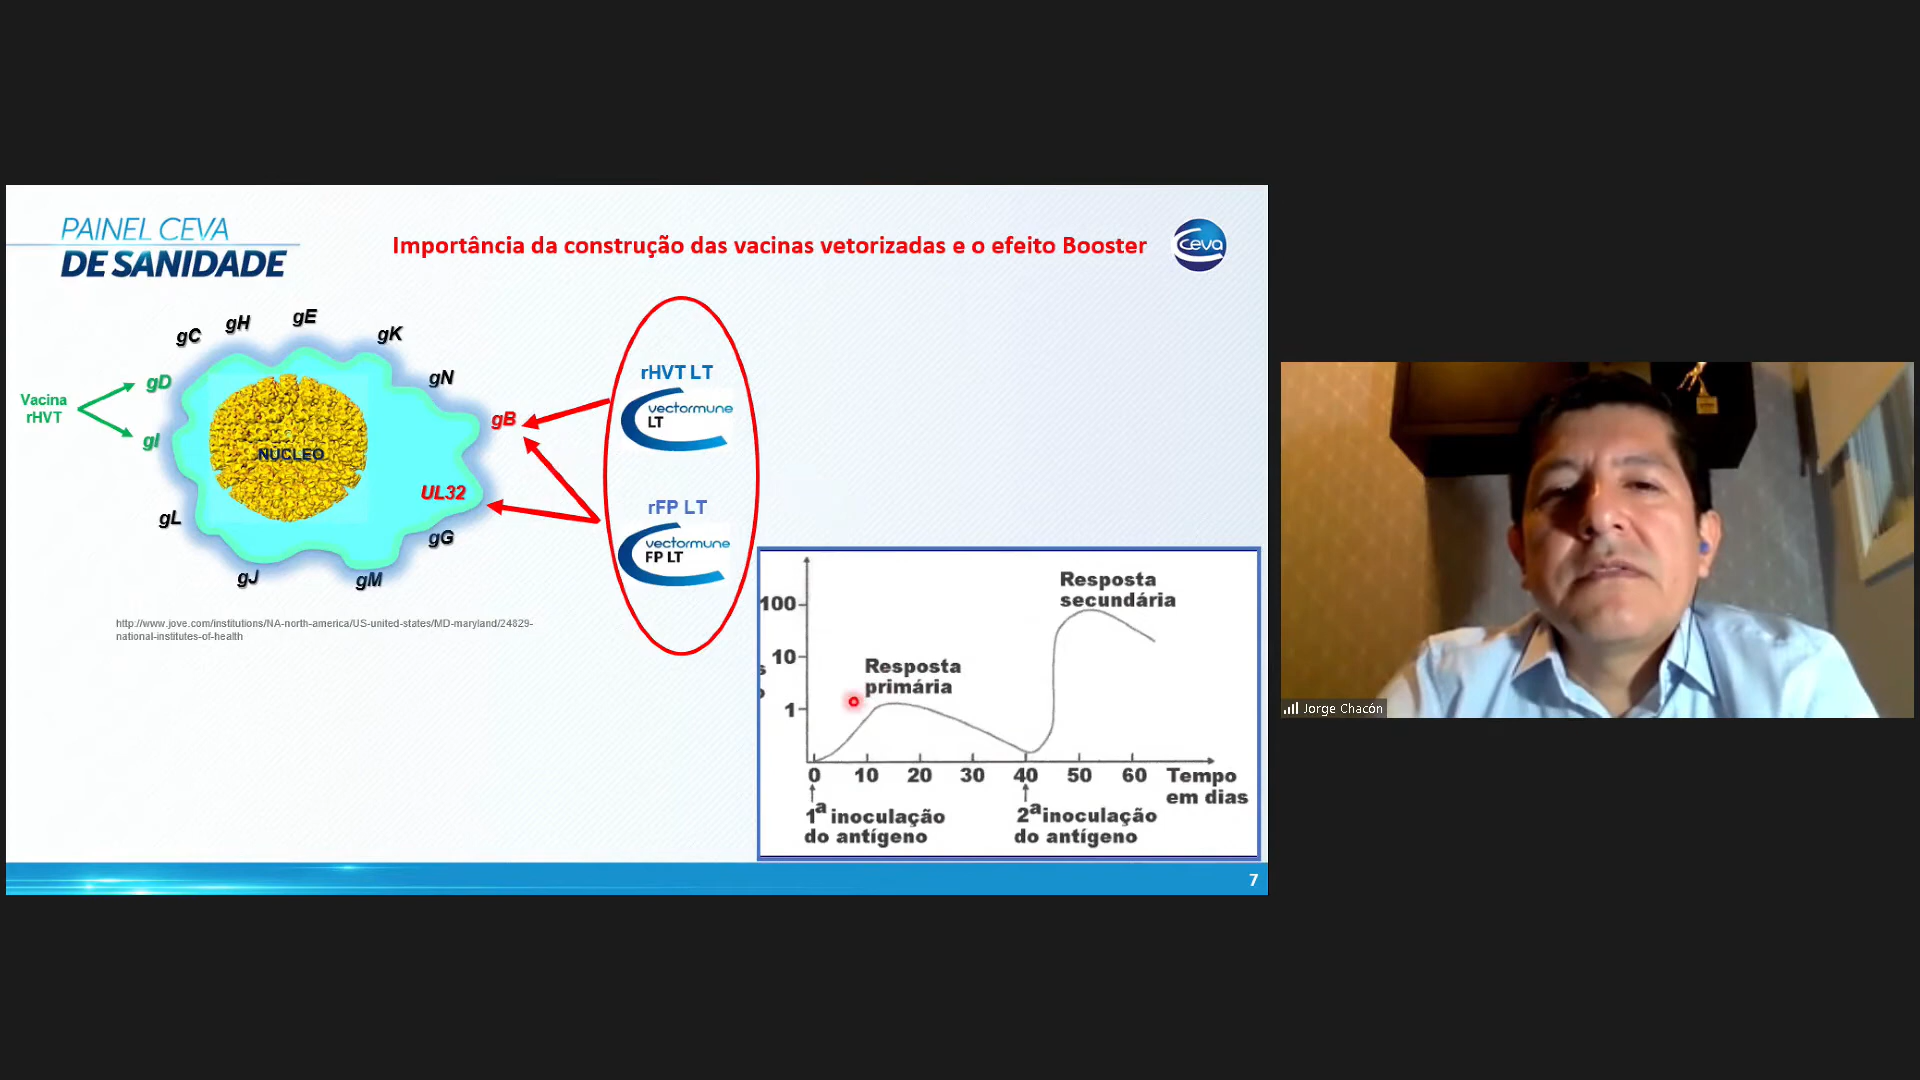 PAINEL CEVA
DE SANIDADE
Importância da construção das vacinas vetorizadas e o efeito Booster
ceva
gC
gH
gE
gK
gN
gD
Vacina
rHVT
gI
gB
NÚCLEO
UL32
gL
gG
gJ
gM
rHVT LT
vectormune
LT
rFP LT
vectormune
FP LT
http://www.jove.com/institutions/NA-north-america/US-united-states/MD-maryland/24829-
national-institutes-of-health
Resposta
secundária
100
10
Resposta
primária
1
0 10 20 30 40 50 60 Tempo
em dias
1ª inoculação
do antígeno
2ª inoculação
do antígeno
7
Jorge Chacón